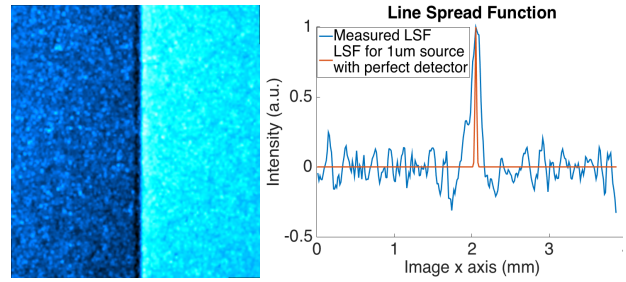 Line Spread Function
Measured LSF
LSF for 1um source
with perfect detector
1
0.5
0
-0.5
Intensity (a.u.)
0
1
2
3
Image x axis (mm)